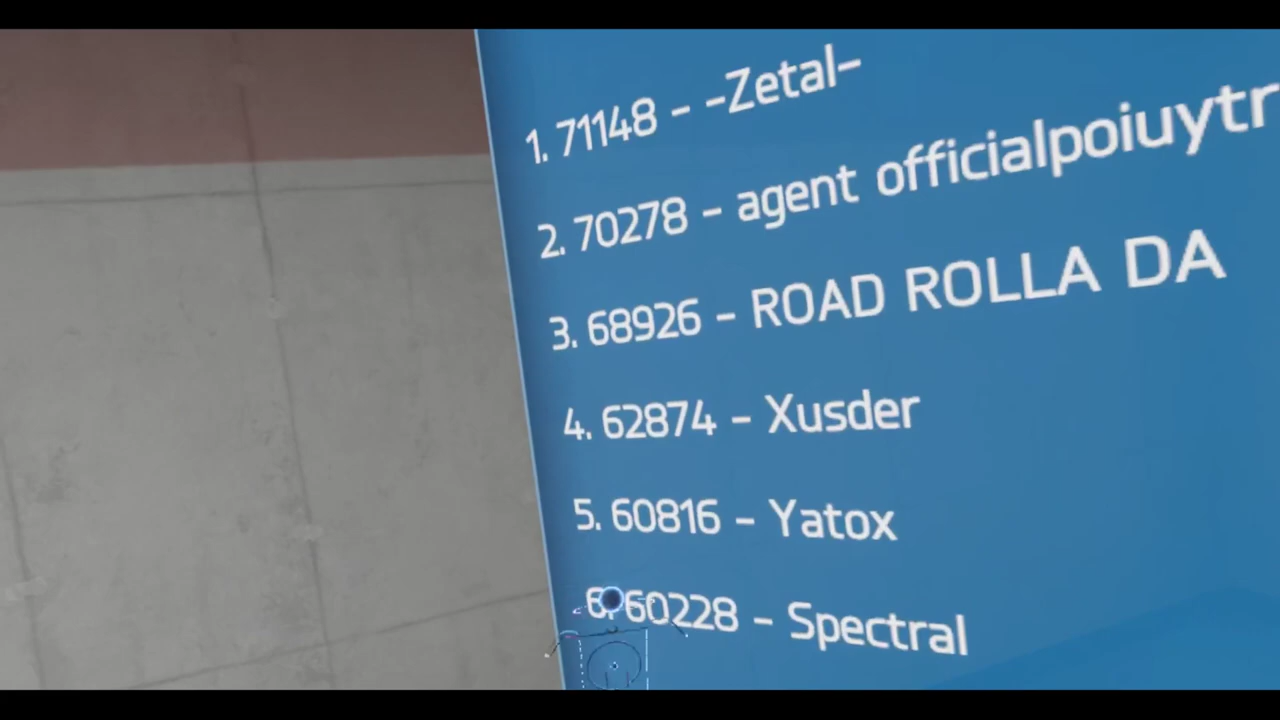 1. 71148 - -Zetal-
2. 70278 - agent officialpoiuytr
3. 68926 - ROAD ROLLA DA
4. 62874 - Xusder
5. 60816 - Yatox
6. 60228 - Spectral